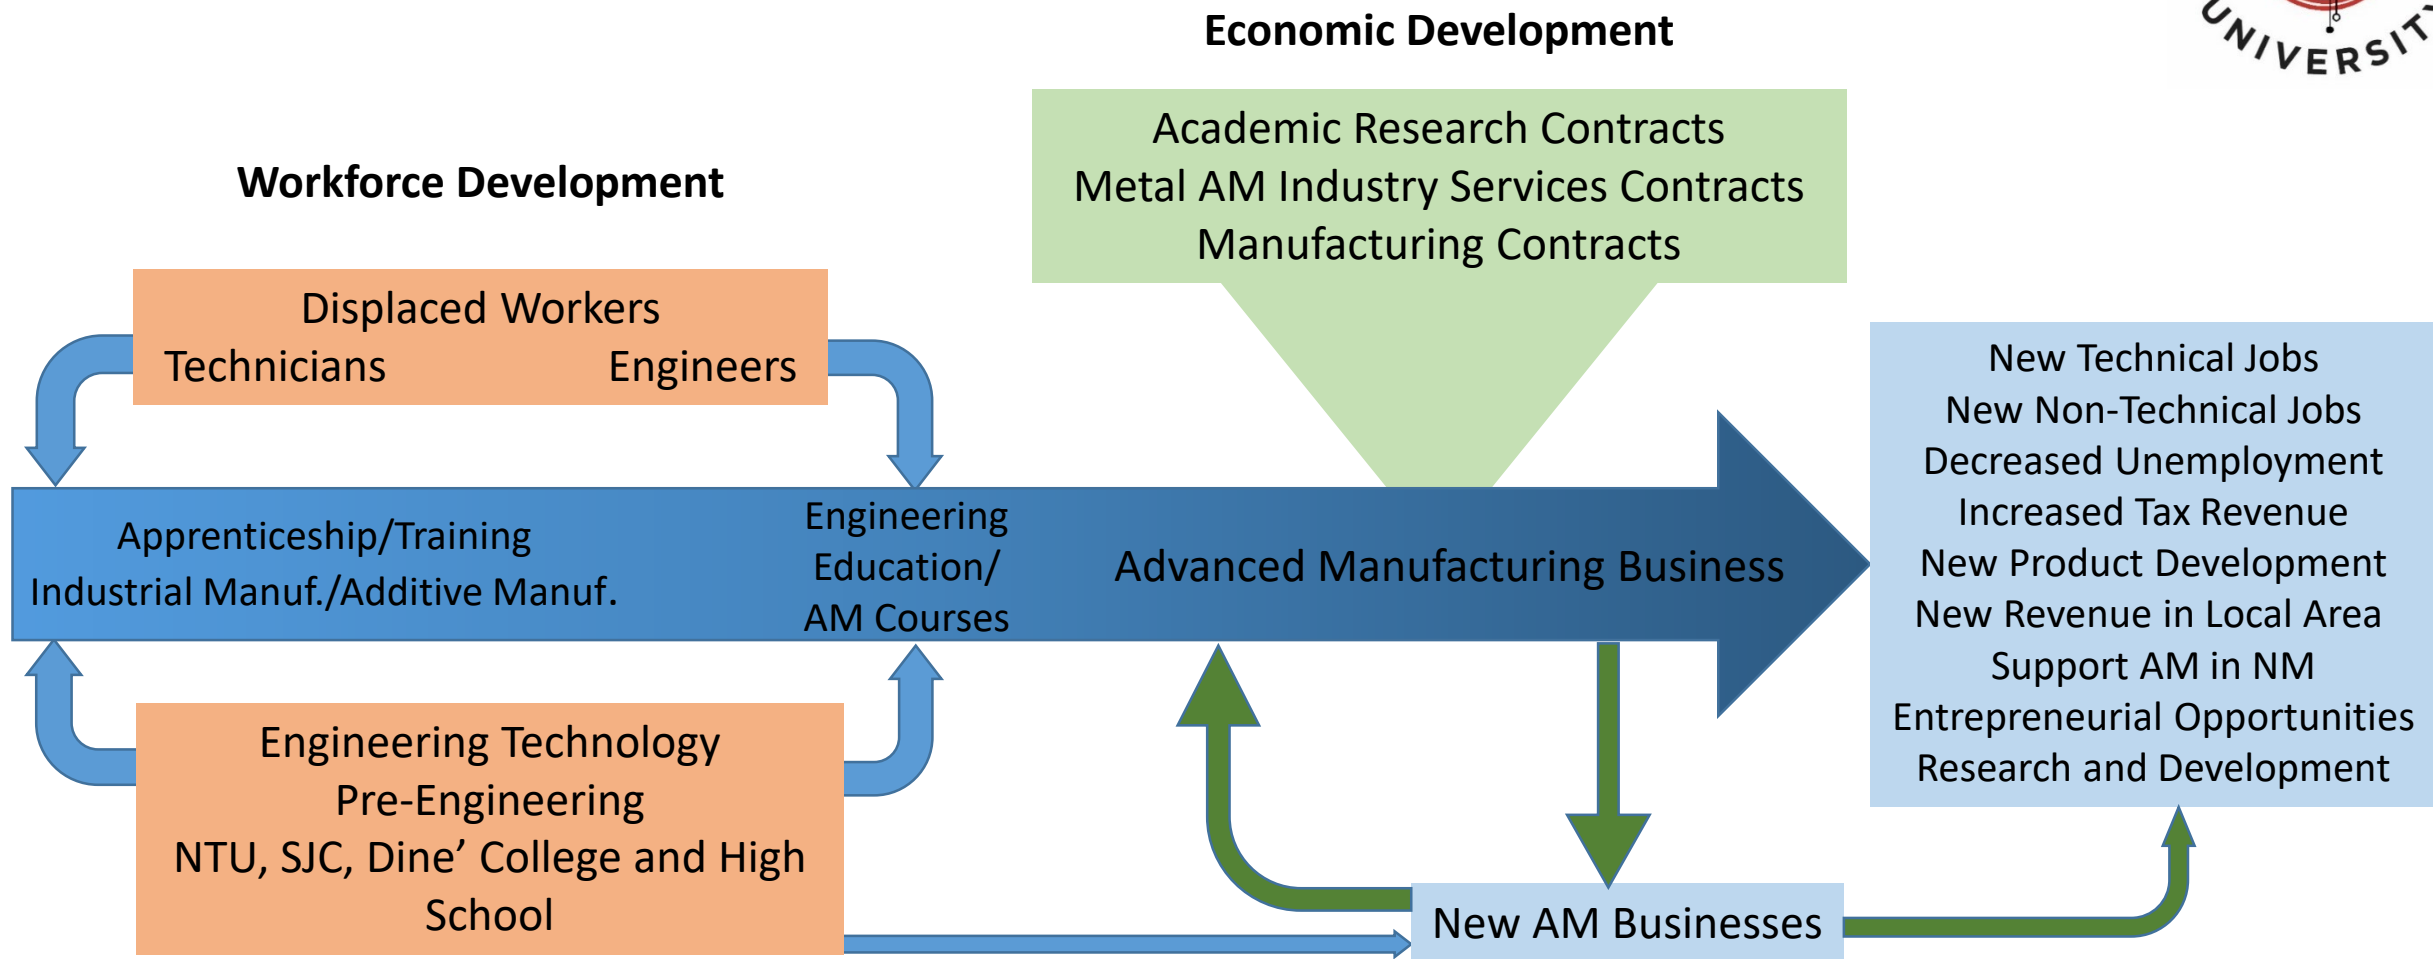 Economic Development
UNIVERSITY
Academic Research Contracts
Metal AM Industry Services Contracts
Manufacturing Contracts
Workforce Development
Displaced Workers
Technicians Engineers
Apprenticeship/Training
Industrial Manuf./Additive Manuf.
Engineering
Education/
AM Courses
Advanced Manufacturing Business
New Technical Jobs
New Non-Technical Jobs
Decreased Unemployment
Increased Tax Revenue
New Product Development
New Revenue in Local Area
Support AM in NM
Entrepreneurial Opportunities
Research and Development
Engineering Technology
Pre-Engineering
NTU, SJC, Dine’ College and High
School
New AM Businesses